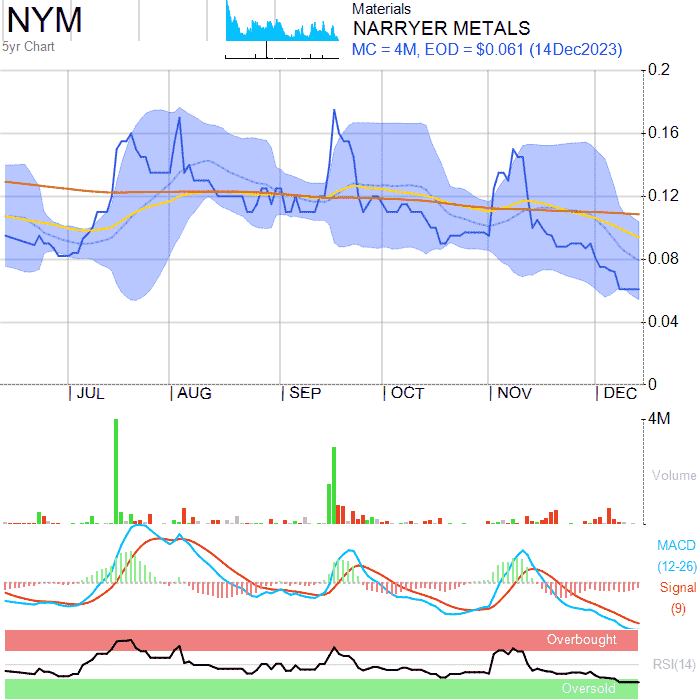 NYM
5yr Chart
Materials
NARRYER METALS
MC = 4M, EOD = $0.061 (14Dec2023)
0.2
0.16
0.12
0.08
0.04
0
JUL AUG SEP OCT NOV DEC
4M
Volume
MACD
(12-26)
Signal
(9)
Overbought
RSI(14)
Oversold